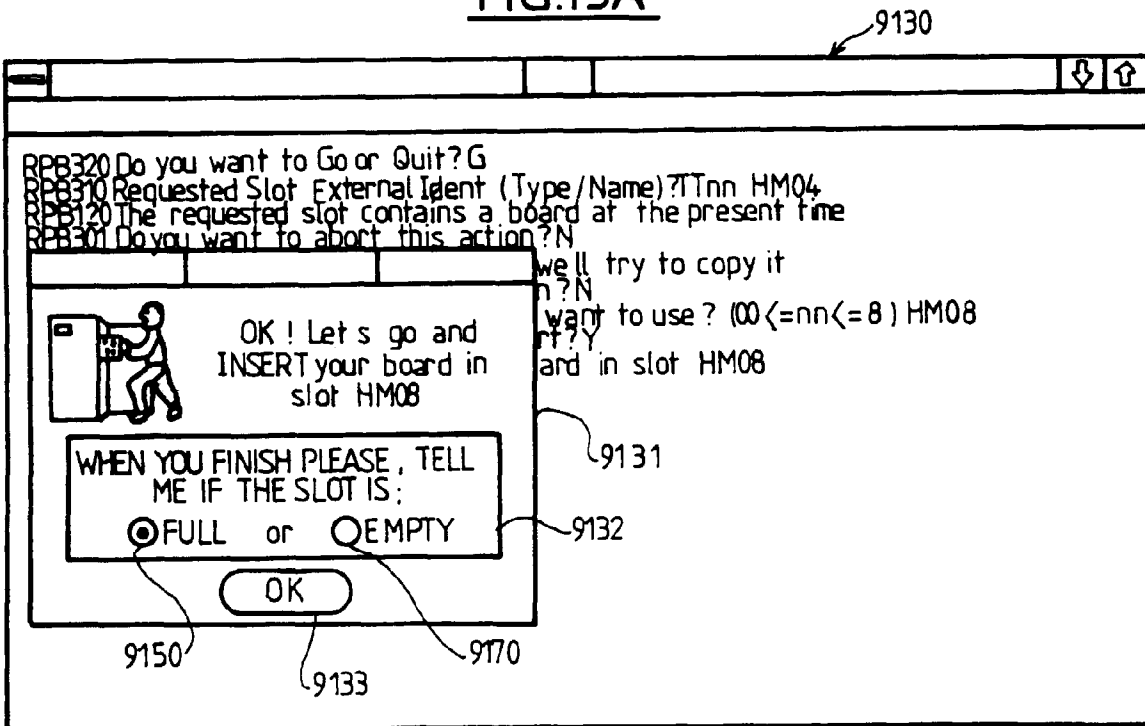 FIG.13A
9130
RPB320 Do you want to Go or Quit? G
RPB310 Requested Slot External Ident (Type/Name)?TTnn HM04
RPB120 The requested slot contains a board at the present time
RPB301 Do you want to abort this action?N
we ll try to copy it
n?N
want to use ? (00<=nn<=8) HM08
rt?Y
ard in slot HM08
OK ! Let s go and
INSERT your board in
slot HM08
WHEN YOU FINISH PLEASE, TELL
ME IF THE SLOT IS:
FULL or EMPTY
OK
9131
9132
9150
9170
9133